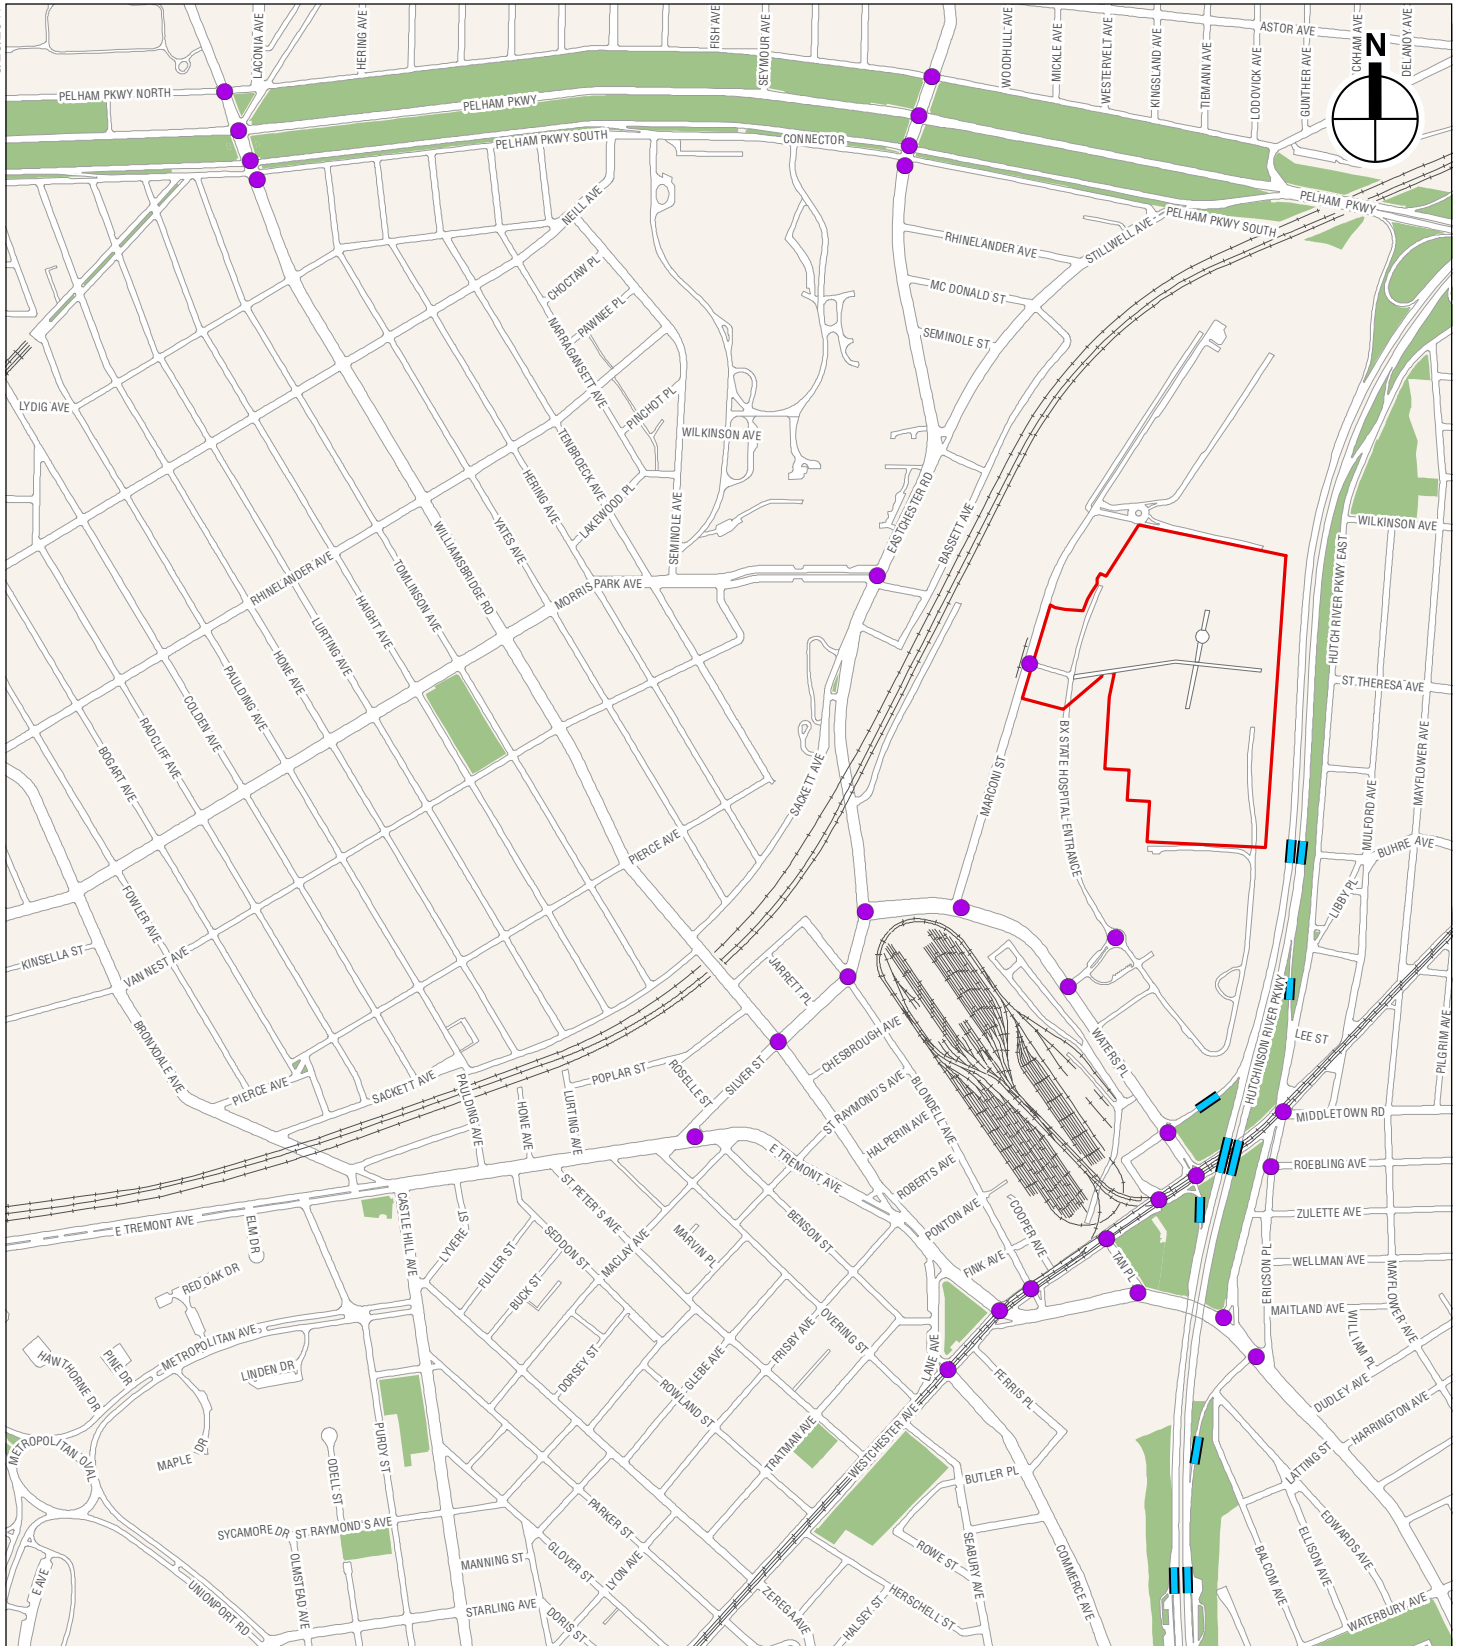 LACONIA AVE
HERING AVE
FISH AVE
SEYMOUR AVE
WOODHULL AVE
MICKLE AVE
WESTERVELT AVE
KINGSLAND AVE
TIEMANN AVE
LODOVICK AVE
GUNTHER AVE
ASTOR AVE
CKHAM AVE
DELANOY AVE
N
PELHAM PKWY NORTH
PELHAM PKWY
PELHAM PKWY SOUTH
CONNECTOR
PELHAM PKWY
PELHAM PKWY SOUTH
NEILL AVE
RHINELANDER AVE
STILLWELL AVE
CHOCTAW PL
PAWNEE PL
NARRAGANSETT AVE
MC DONALD ST
SEMINOLE ST
LYDIG AVE
PINCHOT PL
WILKINSON AVE
TENBROECK AVE
HERING AVE
LAKEWOOD PL
SEMINOLE AVE
EASTCHESTER RD
BASSETT AVE
WILKINSON AVE
YATES AVE
WILLIAMSBRIDGE RD
RHINELANDER AVE
TOMLINSON AVE
MORRIS PARK AVE
HAIGHT AVE
LURTING AVE
HONE AVE
PAULDING AVE
COLDEN AVE
RADCLIFF AVE
BOGART AVE
HUTCH RIVER PKWY EAST
ST THERESA AVE
BX STATE HOSPITAL ENTRANCE
MARCONI ST
SACKETT AVE
MAYFLOWER AVE
MULFORD AVE
BUHRE AVE
LIBBY PL
PIERCE AVE
FOWLER AVE
KINSELLA ST
VAN NEST AVE
JARRETT PL
BRONXDALE AVE
CHESBROUGH AVE
WATERS PL
HUTCHINSON RIVER PKWY
LEE ST
PILGRIM AVE
PIERCE AVE
SACKETT AVE
PAULDING AVE
HONE AVE
LURTING AVE
POPLAR ST
ROSELLE ST
SILVER ST
ST RAYMOND'S AVE
BLONDELL AVE
HALPERIN AVE
MIDDLETOWN RD
E TREMONT AVE
ROBERTS AVE
ROEBLING AVE
E TREMONT AVE
ELM DR
CASTLE HILL AVE
LYVERE ST
ST PETER'S AVE
SEDDON ST
MACLAY AVE
MARVIN PL
BENSON ST
PONTON AVE
COOPER AVE
FINK AVE
TAN PL
ZULETTE AVE
WELLMAN AVE
ERICSON PL
MAITLAND AVE
MAYFLOWER AVE
WILLIAM PL
FULLER ST
BUCK ST
RED OAK DR
METROPOLITAN AVE
HAWTHORNE DR
PINE DR
LINDEN DR
DORSEY ST
GLEBE AVE
FRISBY AVE
OVERING ST
LANE AVE
FERRIS PL
DUDLEY AVE
HARRINGTON AVE
ROWLAND ST
PURDY ST
METROPOLITAN OVAL
MAPLE DR
ODELL ST
TRATMAN AVE
WESTCHESTER AVE
BUTLER PL
LATTING ST
SYCAMORE DR
ST RAYMOND'S AVE
PARKER ST
EDWARDS AVE
ELLISON AVE
BALCOM AVE
OLMSTEAD AVE
MANNING ST
GLOVER ST
LYON AVE
ROWE ST
SEABURY AVE
COMMERCE AVE
E AVE
UNIONPORT RD
STARLING AVE
DORIS ST
ZEREGA AVE
HALSEY ST
HERSCHELL ST
WATERBURY AVE